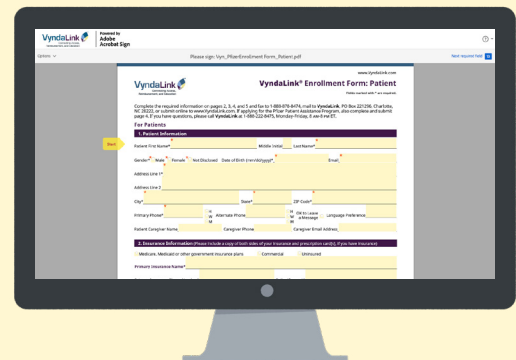 VyndaLink
Powered by
Adobe
Acrobat Sign
Options
Please sign: Vyn_PfizerEnrollment Form_Patient.pdf
Next required field
www.VyndaLink.com
VyndaLink
VyndaLink® Enrollment Form: Patient
Fields marked with * are required.
Complete the required information on pages 2, 3, 4, and 5 and fax to 1-888-878-8474, mail to VyndaLink, PO Box 221290, Charlotte,
NC 28222, or submit online to www.VyndaLink.com. If applying for the Pfizer Patient Assistance Program, also complete and submit
page 4. If you have questions, please call VyndaLink at 1-888-222-8475, Monday-Friday, 8 AM-8 PM ET.
For Patients
1. Patient Information
Start
Patient First Name* Middle Initial Last Name*
Gender* Male Female Not Disclosed Date of Birth (mm/dd/yyyy)* Email
Address Line 1*
Address Line 2
City* State* ZIP Code*
Primary Phone* H W M Alternate Phone H W M OK to Leave a Message Language Preference
Patient Caregiver Name Caregiver Phone Caregiver Email Address
2. Insurance Information (Please include a copy of both sides of your insurance and prescription card[s], if you have insurance)
Medicare, Medicaid or other government insurance plans Commercial Uninsured
Primary Insurance Name*